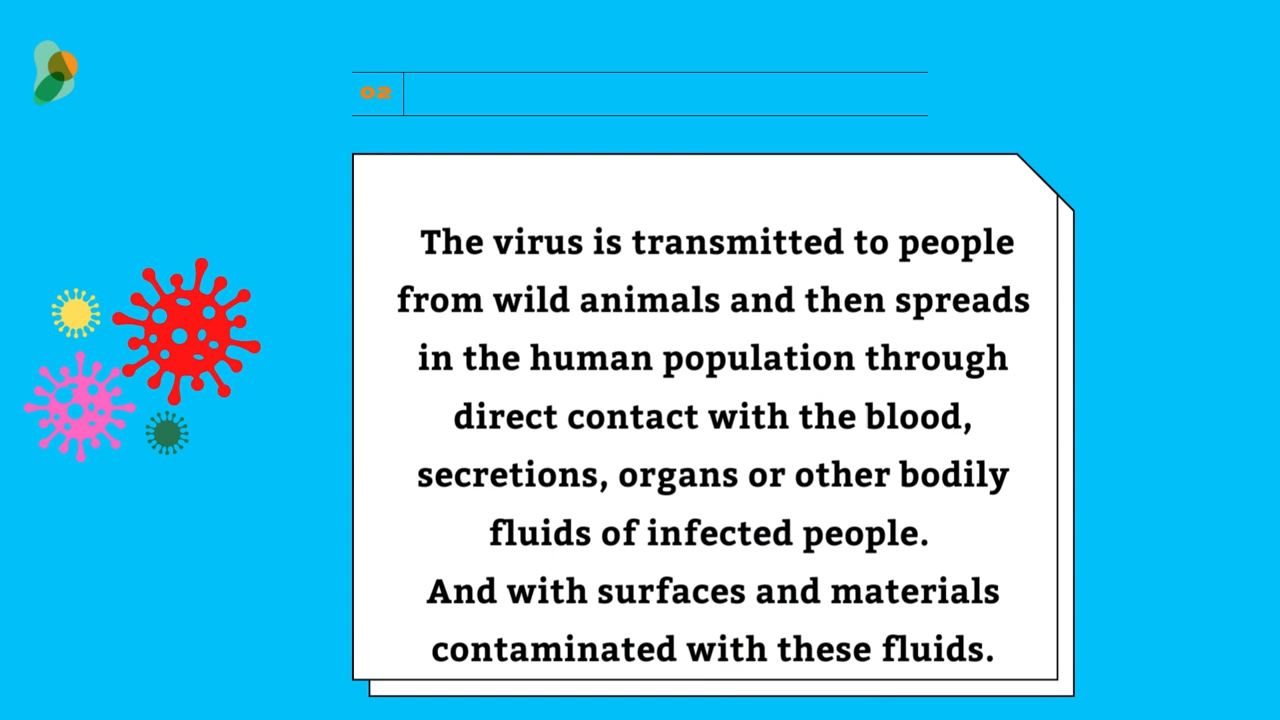 02
The virus is transmitted to people
from wild animals and then spreads
in the human population through
direct contact with the blood,
secretions, organs or other bodily
fluids of infected people.
And with surfaces and materials
contaminated with these fluids.